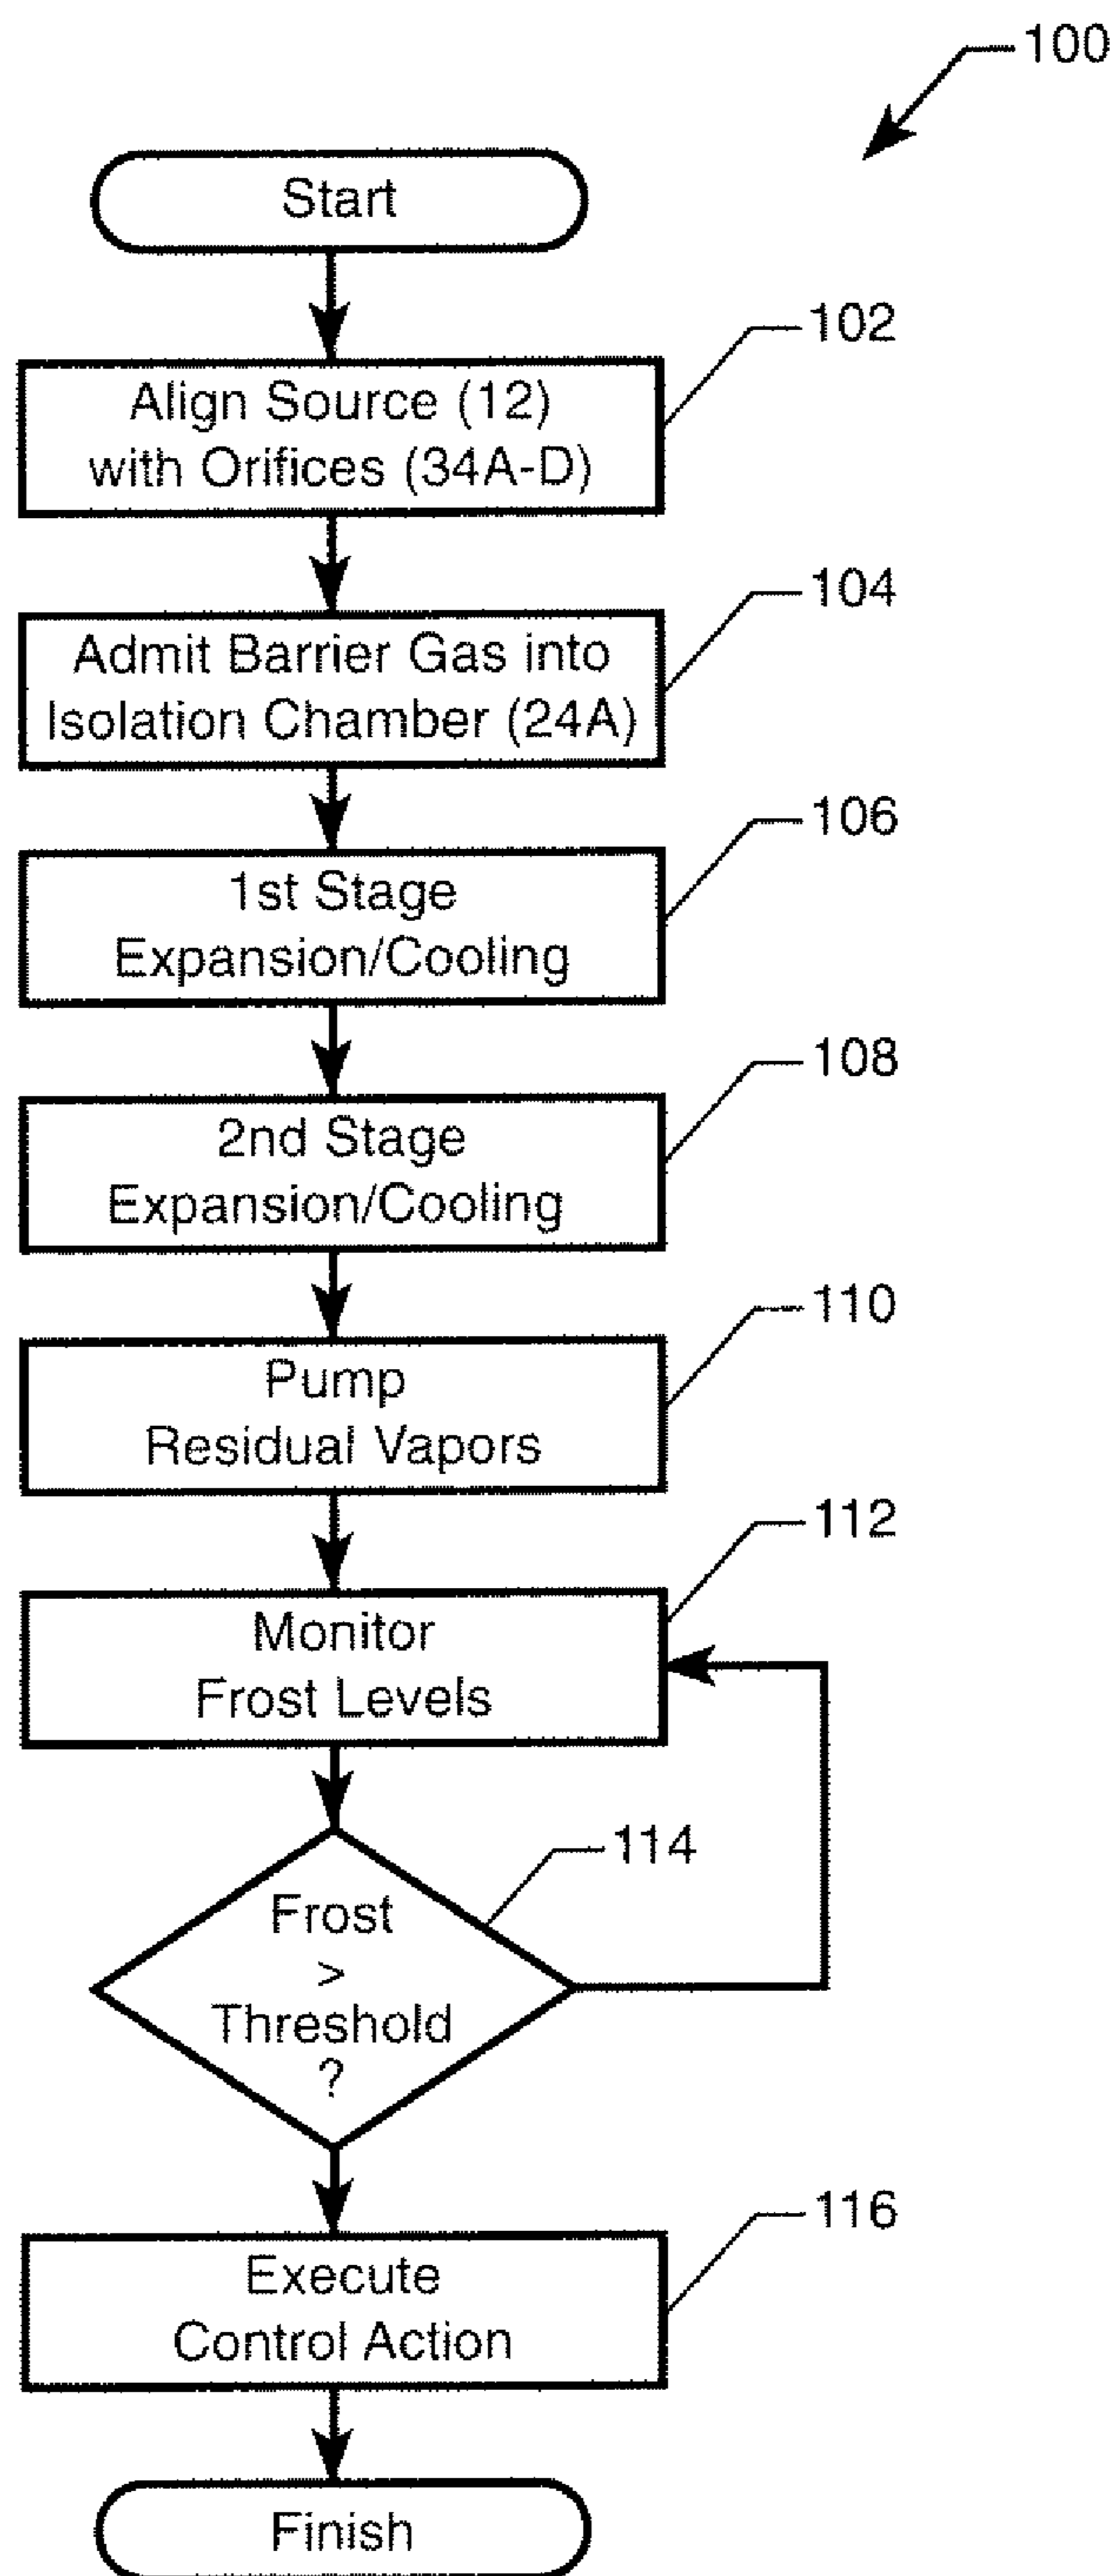 100
Start
102
Align Source (12)
with Orifices (34A-D)
104
Admit Barrier Gas into
Isolation Chamber (24A)
106
1st Stage
Expansion/Cooling
108
2nd Stage
Expansion/Cooling
110
Pump
Residual Vapors
112
Monitor
Frost Levels
114
Frost
>
Threshold
?
116
Execute
Control Action
Finish